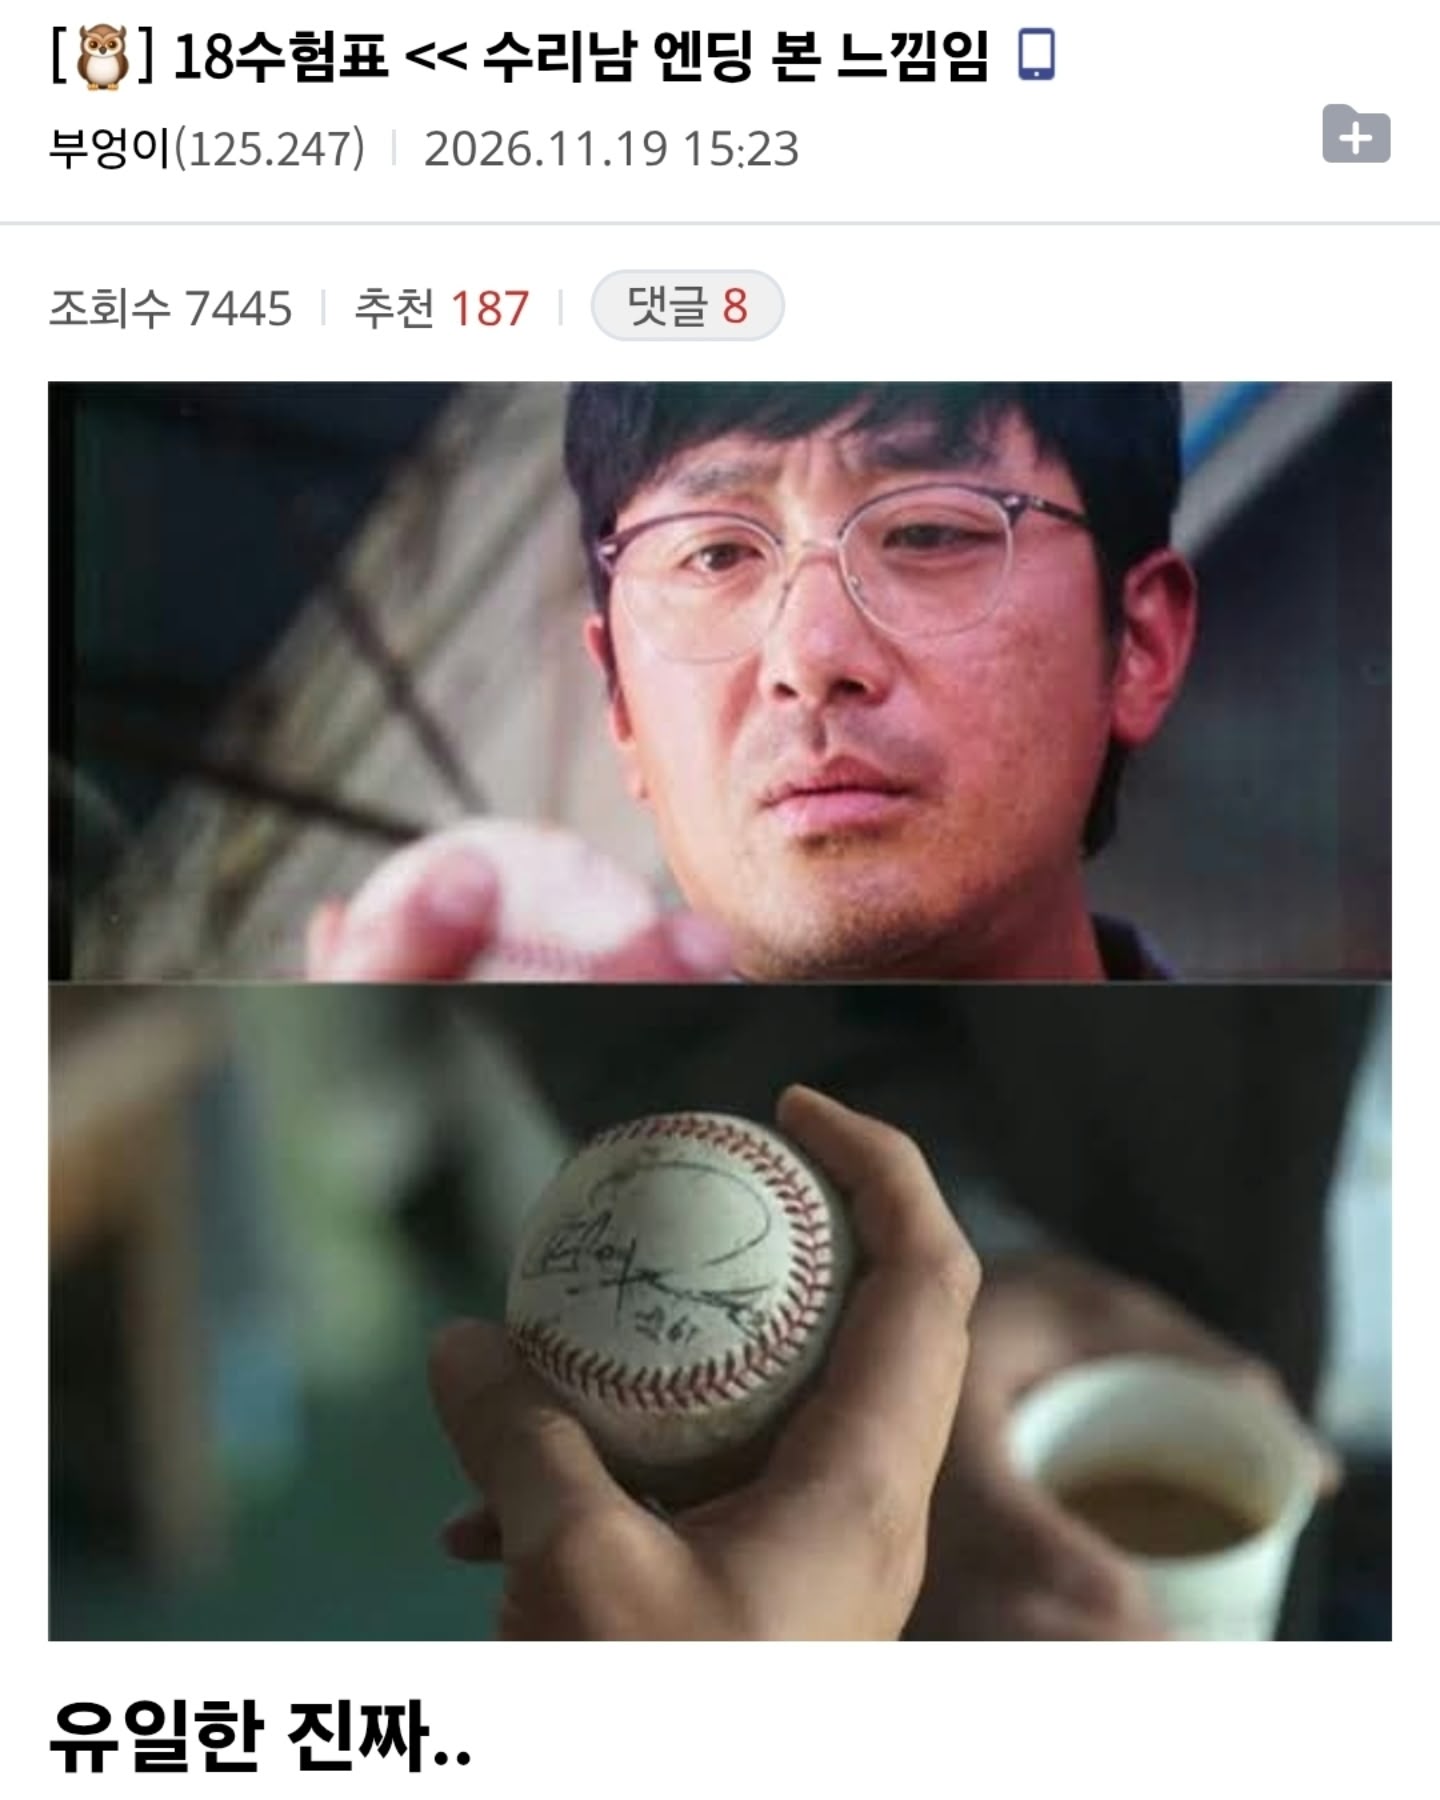 [🦉] 18수험표 << 수리남 엔딩 본 느낌임
부엉이(125.247) 2026.11.19 15:23
조회수 7445 추천 187 댓글 8
유일한 진짜..